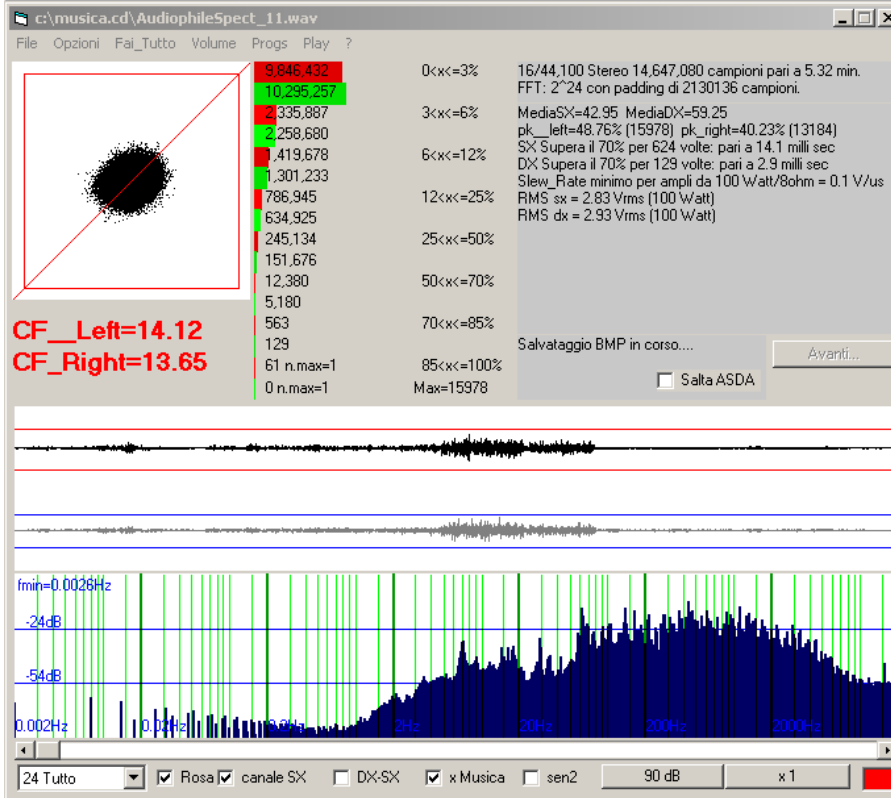 c:\musica.cd\AudiophileSpect_11.wav
File Opzioni Fai_Tutto Volume Progs Play ?
9,846,432 0<x<=3%
10,295,257
2,335,887 3<x<=6%
2,258,680
1,419,678 6<x<=12%
1,301,233
786,945 12<x<=25%
634,925
245,134 25<x<=50%
151,676
12,380 50<x<=70%
5,180
563 70<x<=85%
129
61 n.max=1 85<x<=100%
0 n.max=1 Max=15978
CF__Left=14.12
CF_Right=13.65
16/44,100 Stereo 14,647,080 campioni pari a 5.32 min.
FFT: 2^24 con padding di 2130136 campioni.
MediaSX=42.95 MediaDX=59.25
pk__left=48.76% (15978) pk_right=40.23% (13184)
SX Supera il 70% per 624 volte: pari a 14.1 milli sec
DX Supera il 70% per 129 volte: pari a 2.9 milli sec
Slew_Rate minimo per ampli da 100 Watt/8ohm = 0.1 V/us
RMS sx = 2.83 Vrms (100 Watt)
RMS dx = 2.93 Vrms (100 Watt)
Salvataggio BMP in corso....
Avanti...
Salta ASDA
fmin=0.0026Hz
-24dB
-54dB
0.002Hz 0.02Hz 0.2Hz 2Hz 20Hz 200Hz 2000Hz
24 Tutto Rosa canale SX DX-SX x Musica sen2 90 dB x 1